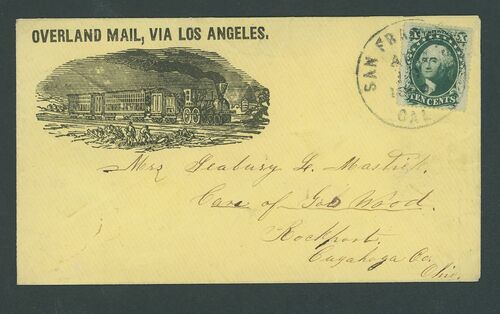 OVERLAND MAIL, VIA LOS ANGELES.
SAN FRA
CAL
X X
TEN CENTS
Mrs Seabury F. Mastick
Care of Gov Wood.
Rockport.
Cuyahoga Co.
Ohio.